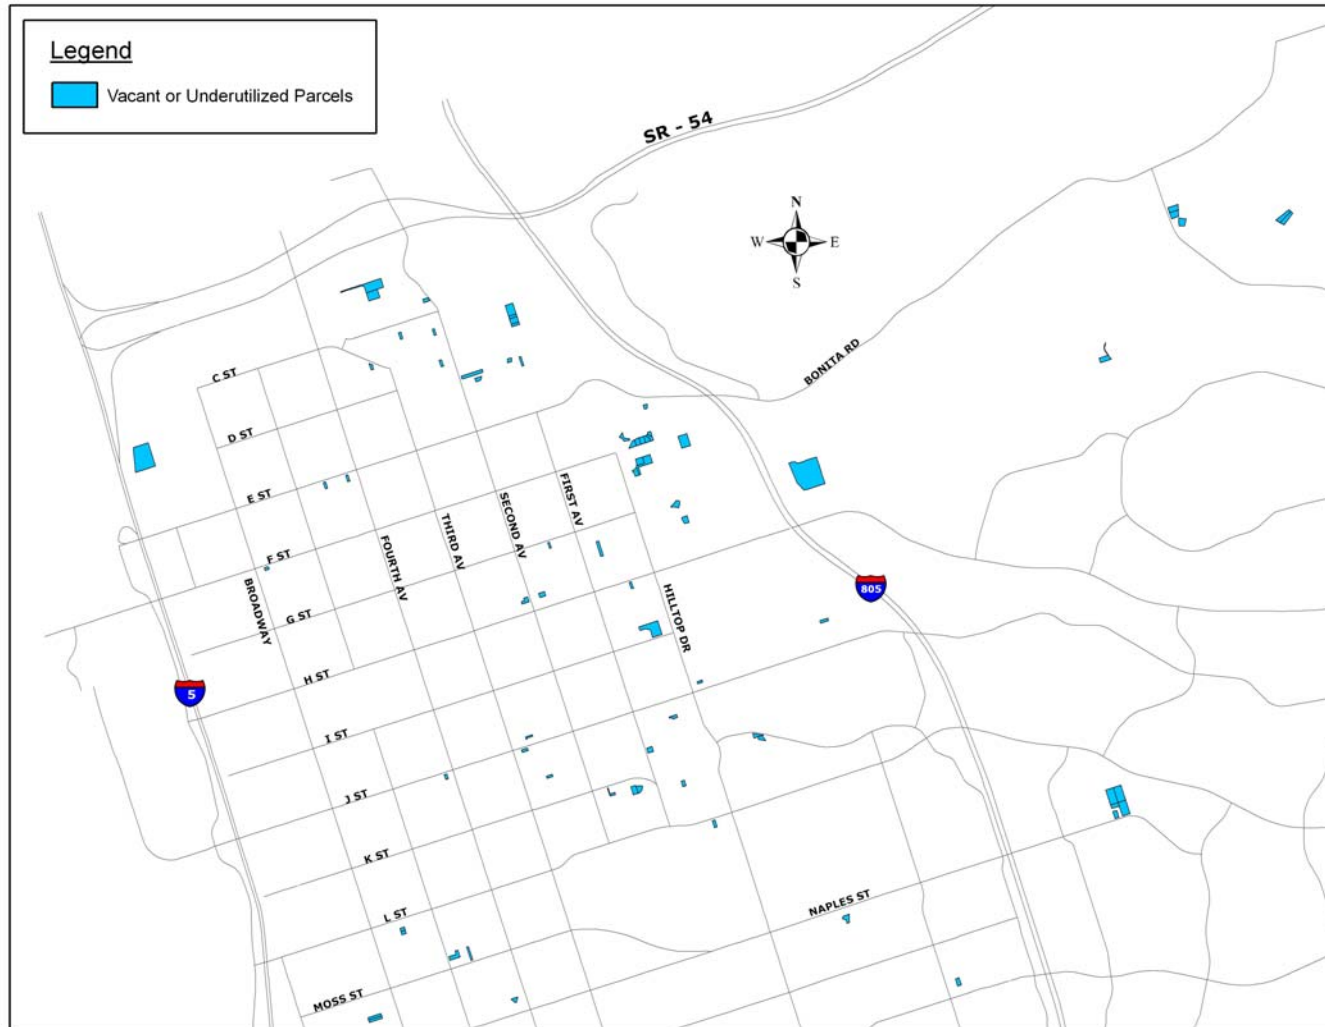 Legend
Vacant or Underutilized Parcels
SR - 54
N
W
E
S
BONITA RD
C ST
D ST
E ST
F ST
G ST
H ST
I ST
J ST
K ST
L ST
MOSS ST
NAPLES ST
BROADWAY
FOURTH AV
THIRD AV
SECOND AV
FIRST AV
HILLTOP DR
805
5